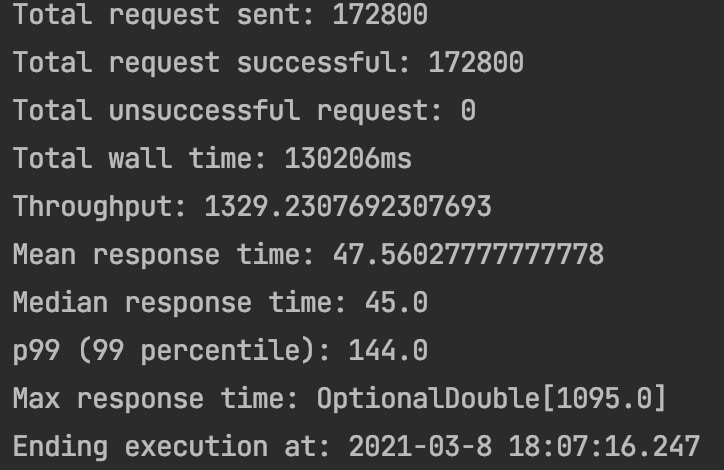 Total request sent: 172800
Total request successful: 172800
Total unsuccessful request: 0
Total wall time: 130206ms
Throughput: 1329.2307692307693
Mean response time: 47.56027777777778
Median response time: 45.0
p99 (99 percentile): 144.0
Max response time: OptionalDouble[1095.0]
Ending execution at: 2021-03-8 18:07:16.247